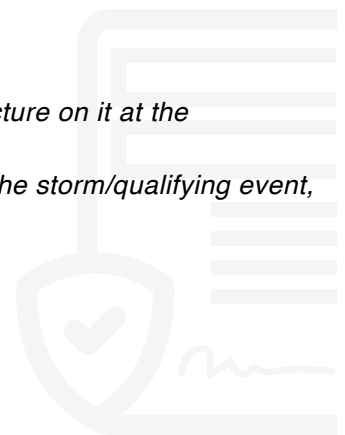 cture on it at the
he storm/qualifying event,